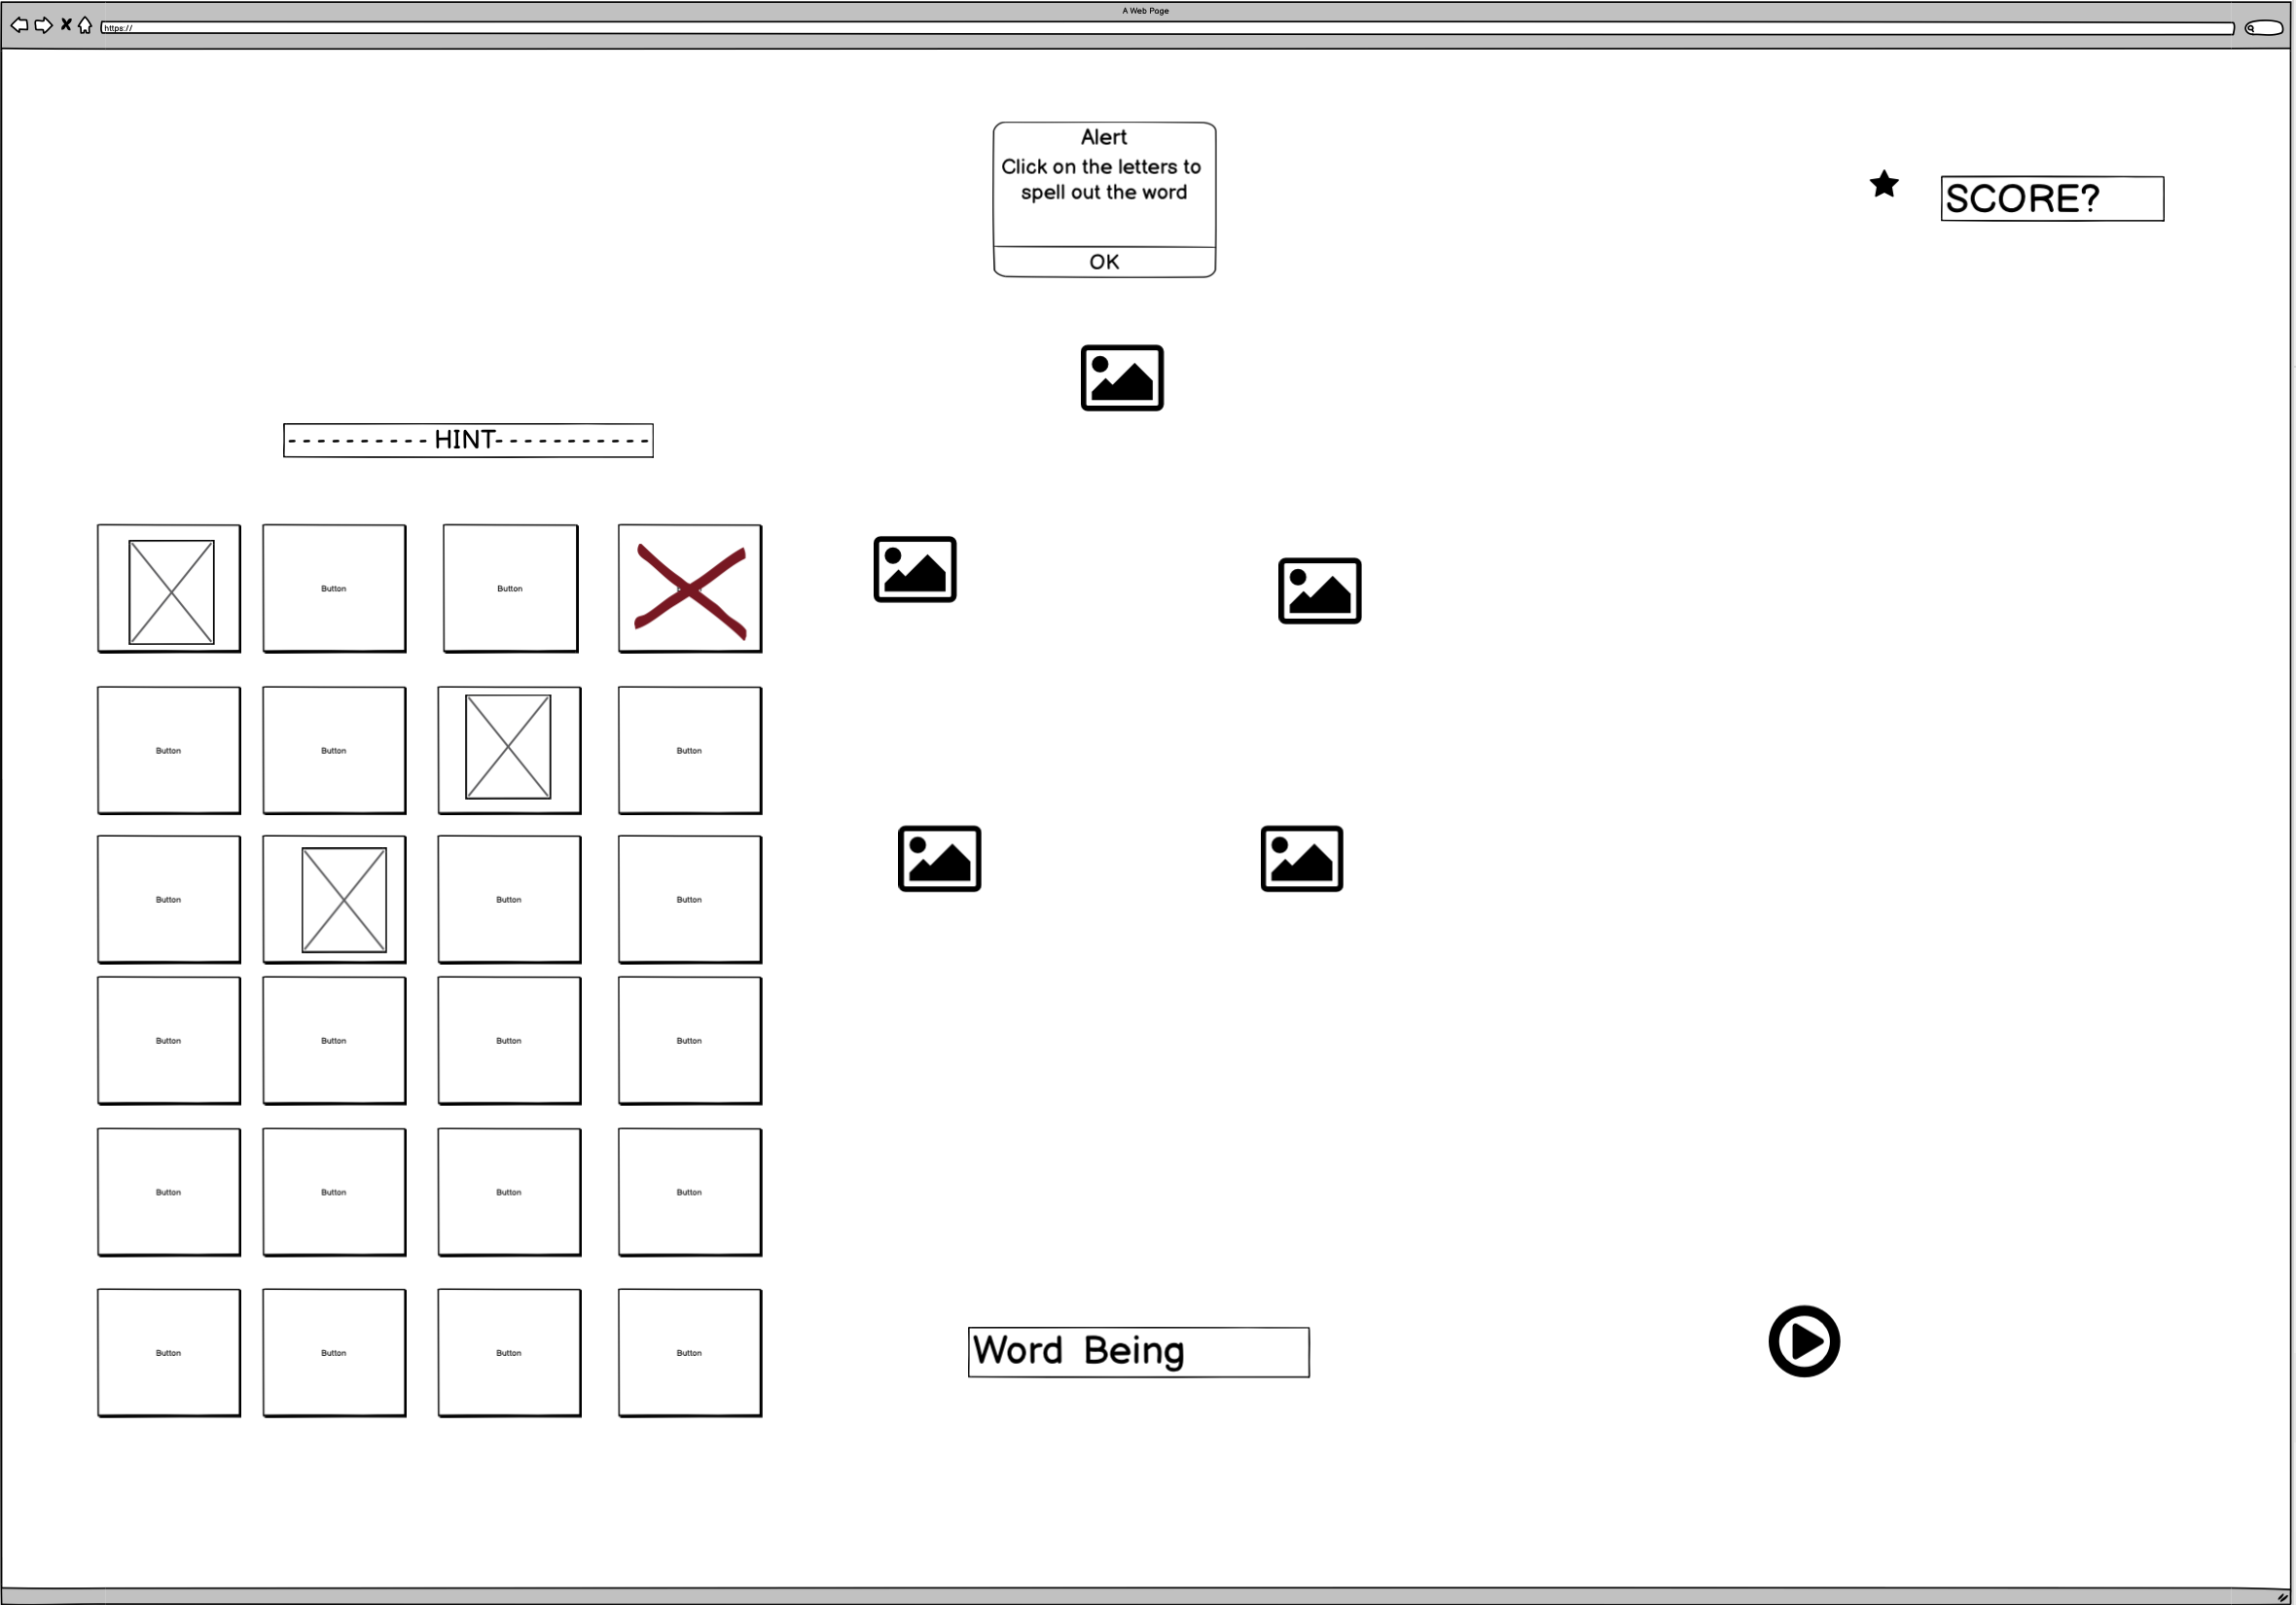 A Web Page
https://
Alert
Click on the letters to
spell out the word
OK
SCORE?
- - - - - - - - - - HINT- - - - - - - - - - -
Button Button
Button Button Button
Button Button Button
Button Button Button Button
Button Button Button Button
Button Button Button Button
Word Being